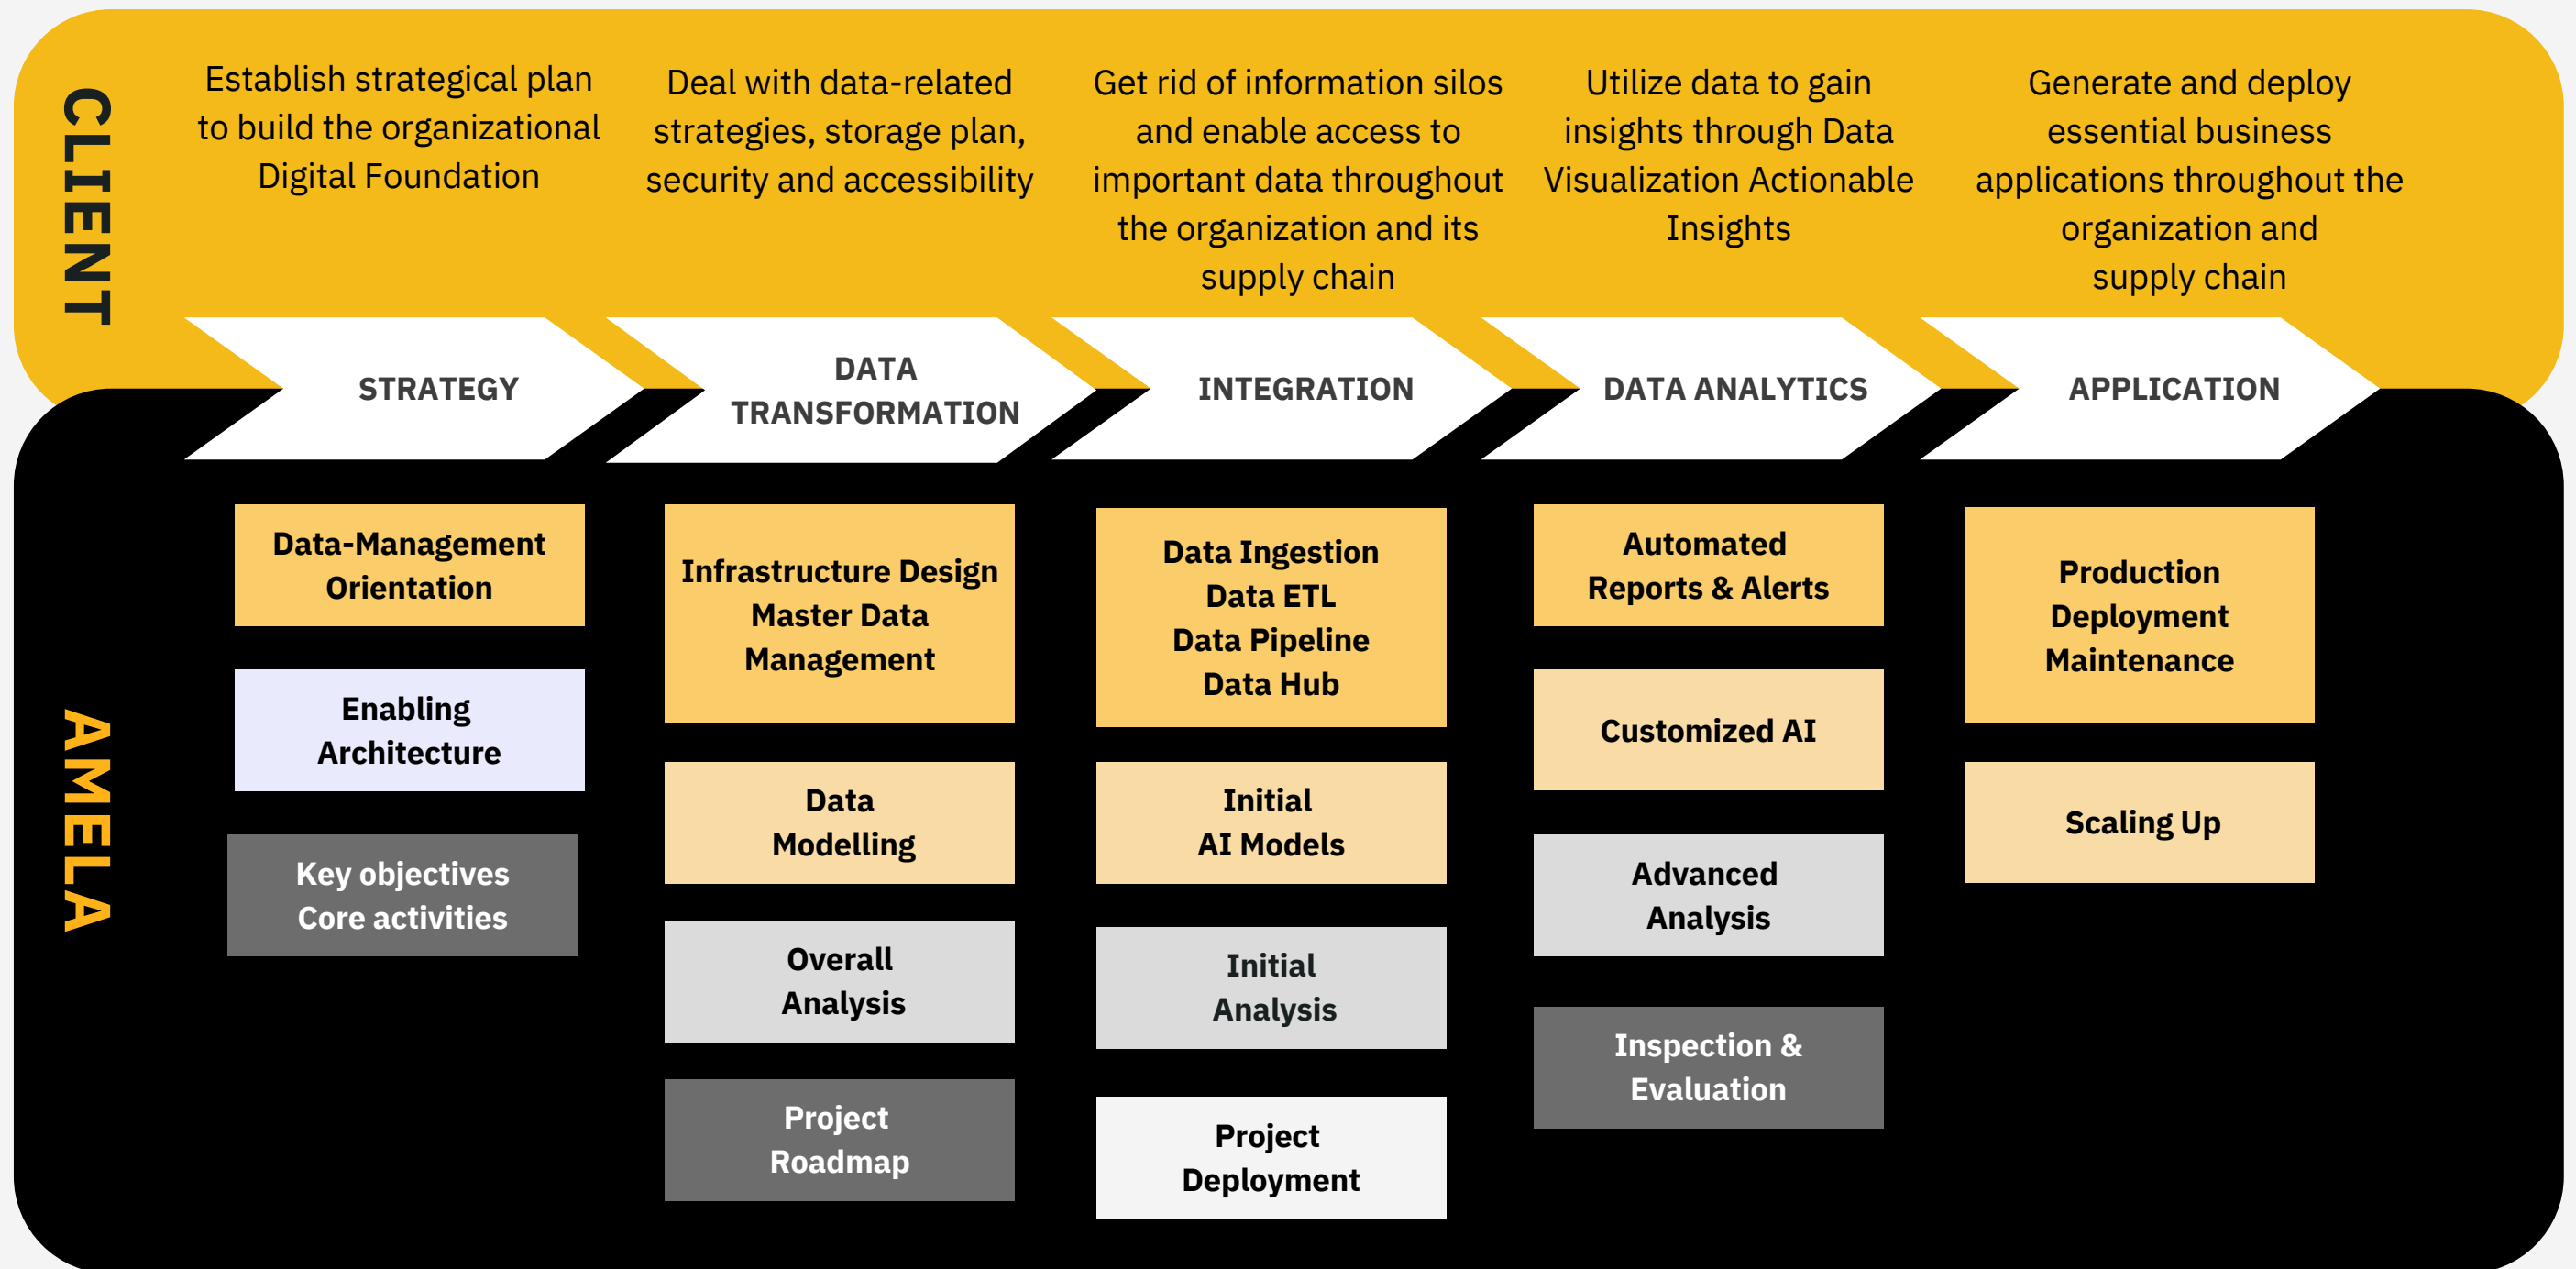 CLIENT
Establish strategical plan
to build the organizational
Digital Foundation
Deal with data-related
strategies, storage plan,
security and accessibility
Get rid of information silos
and enable access to
important data throughout
the organization and its
supply chain
Utilize data to gain
insights through Data
Visualization Actionable
Insights
Generate and deploy
essential business
applications throughout the
organization and
supply chain
STRATEGY
DATA
TRANSFORMATION
INTEGRATION
DATA ANALYTICS
APPLICATION
AMELA
Data-Management
Orientation
Enabling
Architecture
Key objectives
Core activities
Infrastructure Design
Master Data
Management
Data
Modelling
Overall
Analysis
Project
Roadmap
Data Ingestion
Data ETL
Data Pipeline
Data Hub
Initial
AI Models
Initial
Analysis
Project
Deployment
Automated
Reports & Alerts
Customized AI
Advanced
Analysis
Inspection &
Evaluation
Production
Deployment
Maintenance
Scaling Up